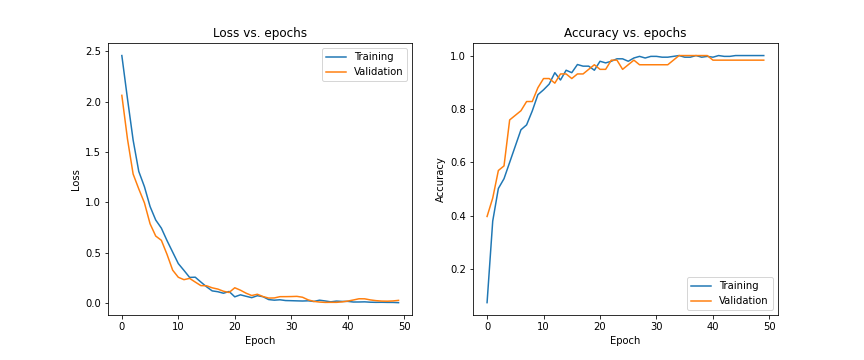 Loss vs. epochs
2.5
2.0
1.5
1.0
0.5
0.0
Loss
0 10 20 30 40 50
Epoch
Training
Validation
Accuracy vs. epochs
1.0
0.8
0.6
0.4
0.2
Accuracy
0 10 20 30 40 50
Epoch
Training
Validation